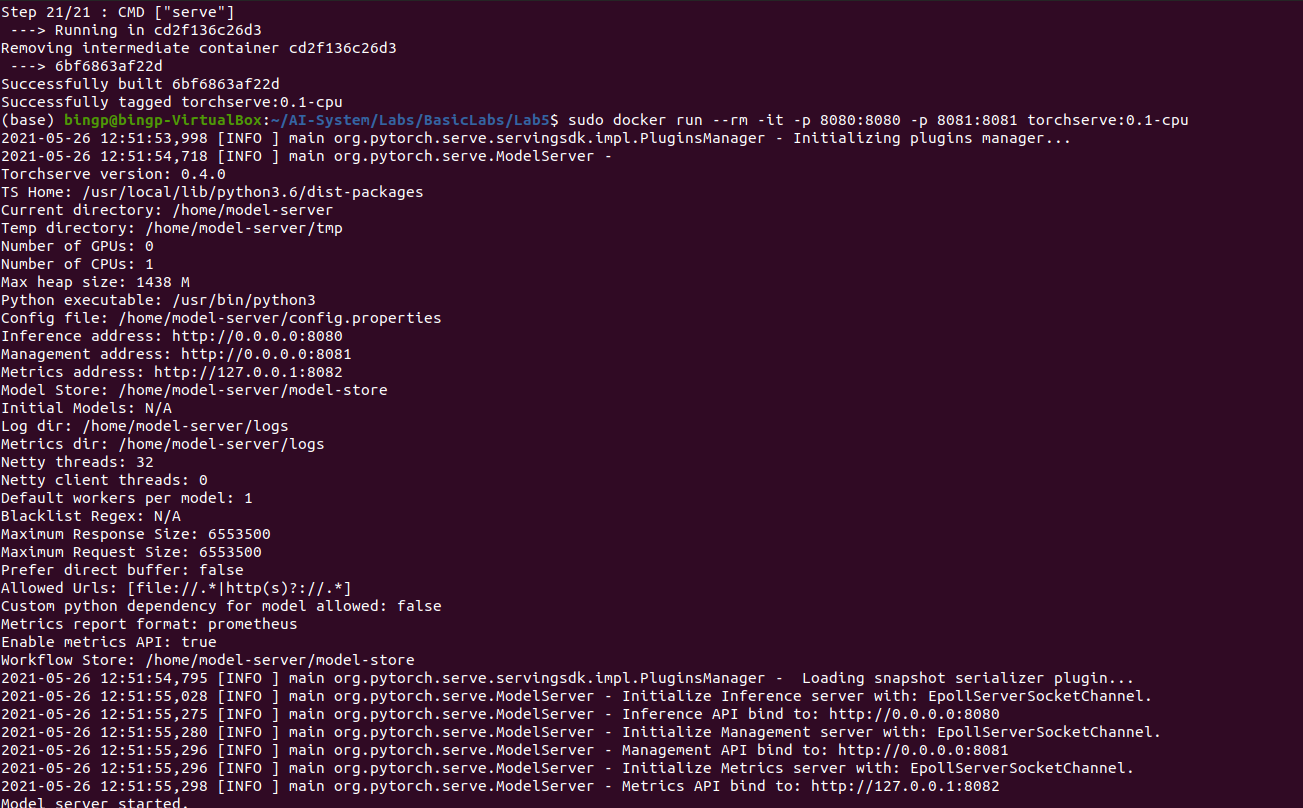 Step 21/21 : CMD ["serve"]
 ---> Running in cd2f136c26d3
Removing intermediate container cd2f136c26d3
 ---> 6bf6863af22d
Successfully built 6bf6863af22d
Successfully tagged torchserve:0.1-cpu
(base) bingp@bingp-VirtualBox:~/AI-System/Labs/BasicLabs/Lab5$ sudo docker run --rm -it -p 8080:8080 -p 8081:8081 torchserve:0.1-cpu
2021-05-26 12:51:53,998 [INFO ] main org.pytorch.serve.servingsdk.impl.PluginsManager - Initializing plugins manager...
2021-05-26 12:51:54,718 [INFO ] main org.pytorch.serve.ModelServer -
Torchserve version: 0.4.0
TS Home: /usr/local/lib/python3.6/dist-packages
Current directory: /home/model-server
Temp directory: /home/model-server/tmp
Number of GPUs: 0
Number of CPUs: 1
Max heap size: 1438 M
Python executable: /usr/bin/python3
Config file: /home/model-server/config.properties
Inference address: http://0.0.0.0:8080
Management address: http://0.0.0.0:8081
Metrics address: http://127.0.0.1:8082
Model Store: /home/model-server/model-store
Initial Models: N/A
Log dir: /home/model-server/logs
Metrics dir: /home/model-server/logs
Netty threads: 32
Netty client threads: 0
Default workers per model: 1
Blacklist Regex: N/A
Maximum Response Size: 6553500
Maximum Request Size: 6553500
Prefer direct buffer: false
Allowed Urls: [file://.*|http(s)?://.*]
Custom python dependency for model allowed: false
Metrics report format: prometheus
Enable metrics API: true
Workflow Store: /home/model-server/model-store
2021-05-26 12:51:54,795 [INFO ] main org.pytorch.serve.servingsdk.impl.PluginsManager -  Loading snapshot serializer plugin...
2021-05-26 12:51:55,028 [INFO ] main org.pytorch.serve.ModelServer - Initialize Inference server with: EpollServerSocketChannel.
2021-05-26 12:51:55,275 [INFO ] main org.pytorch.serve.ModelServer - Inference API bind to: http://0.0.0.0:8080
2021-05-26 12:51:55,280 [INFO ] main org.pytorch.serve.ModelServer - Initialize Management server with: EpollServerSocketChannel.
2021-05-26 12:51:55,296 [INFO ] main org.pytorch.serve.ModelServer - Management API bind to: http://0.0.0.0:8081
2021-05-26 12:51:55,296 [INFO ] main org.pytorch.serve.ModelServer - Initialize Metrics server with: EpollServerSocketChannel.
2021-05-26 12:51:55,298 [INFO ] main org.pytorch.serve.ModelServer - Metrics API bind to: http://127.0.0.1:8082
Model server started.